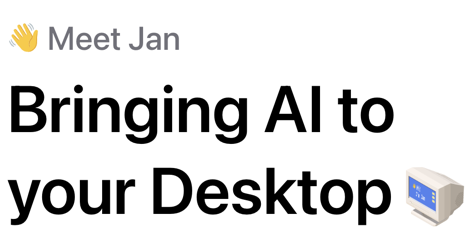 👋 Meet Jan
Bringing AI to
your Desktop